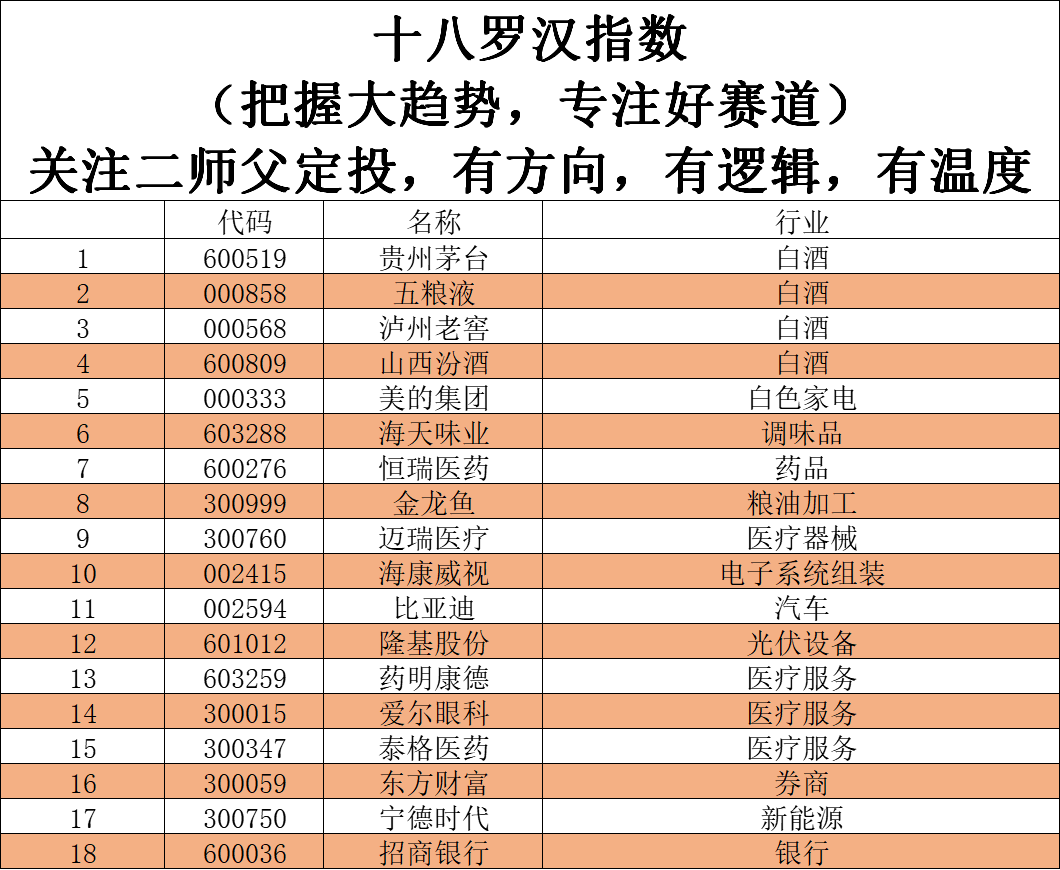 十八罗汉指数
（把握大趋势，专注好赛道）
关注二师父定投，有方向，有逻辑，有温度
代码 名称 行业
1 600519 贵州茅台 白酒
2 000858 五粮液 白酒
3 000568 泸州老窖 白酒
4 600809 山西汾酒 白酒
5 000333 美的集团 白色家电
6 603288 海天味业 调味品
7 600276 恒瑞医药 药品
8 300999 金龙鱼 粮油加工
9 300760 迈瑞医疗 医疗器械
10 002415 海康威视 电子系统组装
11 002594 比亚迪 汽车
12 601012 隆基股份 光伏设备
13 603259 药明康德 医疗服务
14 300015 爱尔眼科 医疗服务
15 300347 泰格医药 医疗服务
16 300059 东方财富 券商
17 300750 宁德时代 新能源
18 600036 招商银行 银行